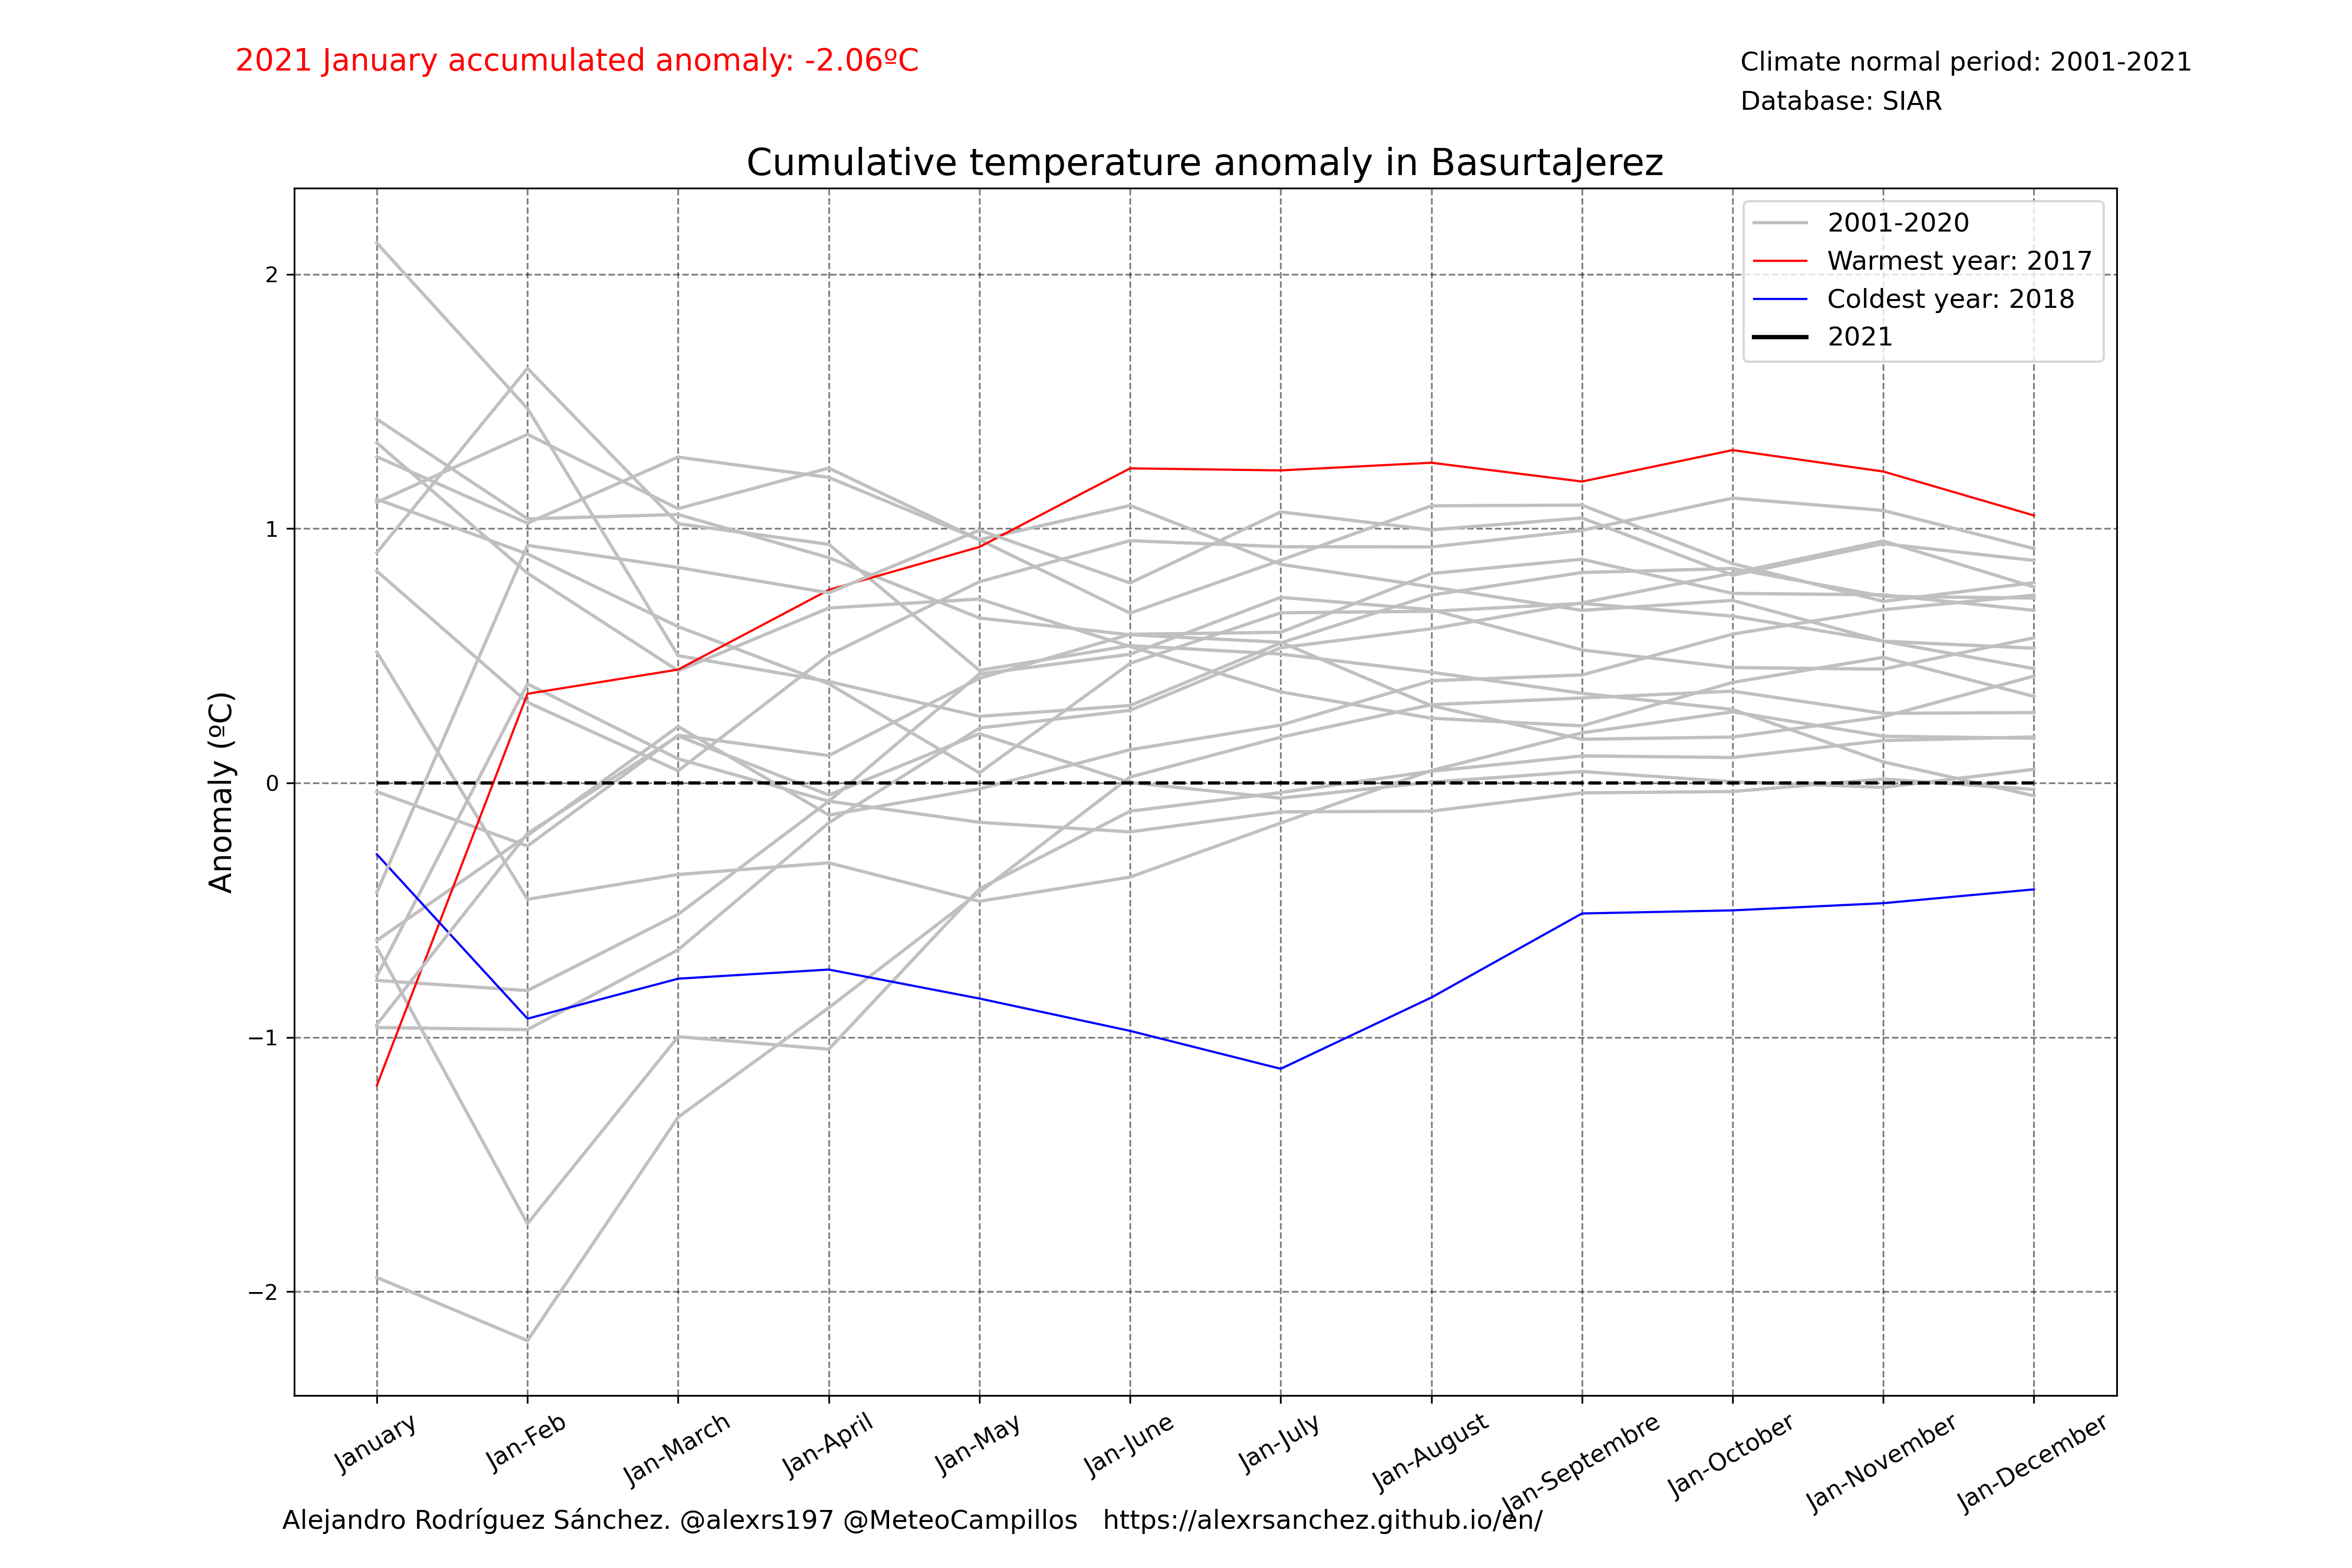 2021 January accumulated anomaly: -2.06ºC
Climate normal period: 2001-2021
Database: SIAR
Cumulative temperature anomaly in BasurtaJerez
2001-2020
Warmest year: 2017
Coldest year: 2018
2021
Anomaly (ºC)
2
1
0
−1
−2
January
Jan-Feb
Jan-March
Jan-April
Jan-May
Jan-June
Jan-July
Jan-August
Jan-Septembre
Jan-October
Jan-November
Jan-December
Alejandro Rodríguez Sánchez. @alexrs197 @MeteoCampillos   https://alexrsanchez.github.io/en/